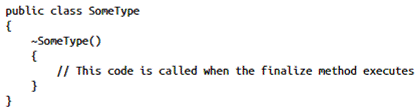 public class SomeType
{
    ~SomeType()
    {
        // This code is called when the finalize method executes
    }
}